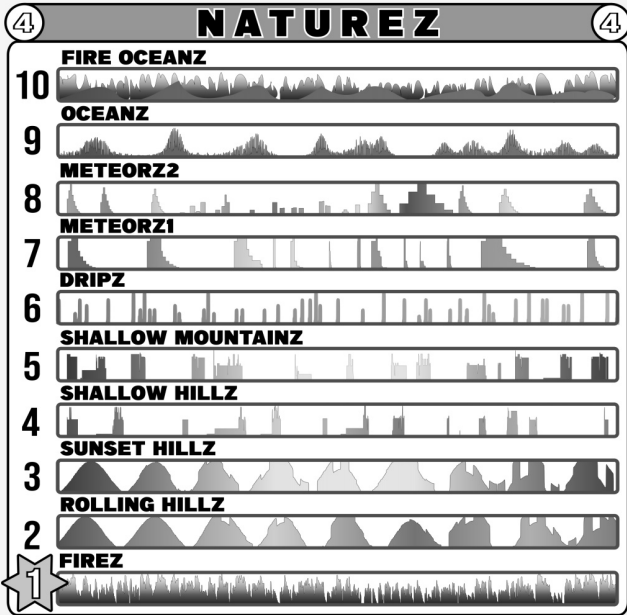 4 NATUREZ 4
FIRE OCEANZ
10
OCEANZ
9
METEORZ2
8
METEORZ1
7
DRIPZ
6
SHALLOW MOUNTAINZ
5
SHALLOW HILLZ
4
SUNSET HILLZ
3
ROLLING HILLZ
2
FIREZ
1